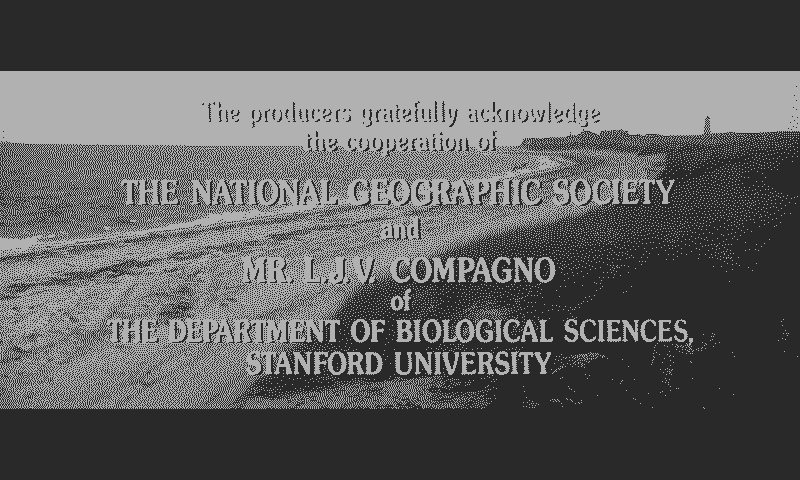 The producers gratefully acknowledge
the cooperation of
THE NATIONAL GEOGRAPHIC SOCIETY
and
MR. L.J.V. COMPAGNO
of
THE DEPARTMENT OF BIOLOGICAL SCIENCES,
STANFORD UNIVERSITY